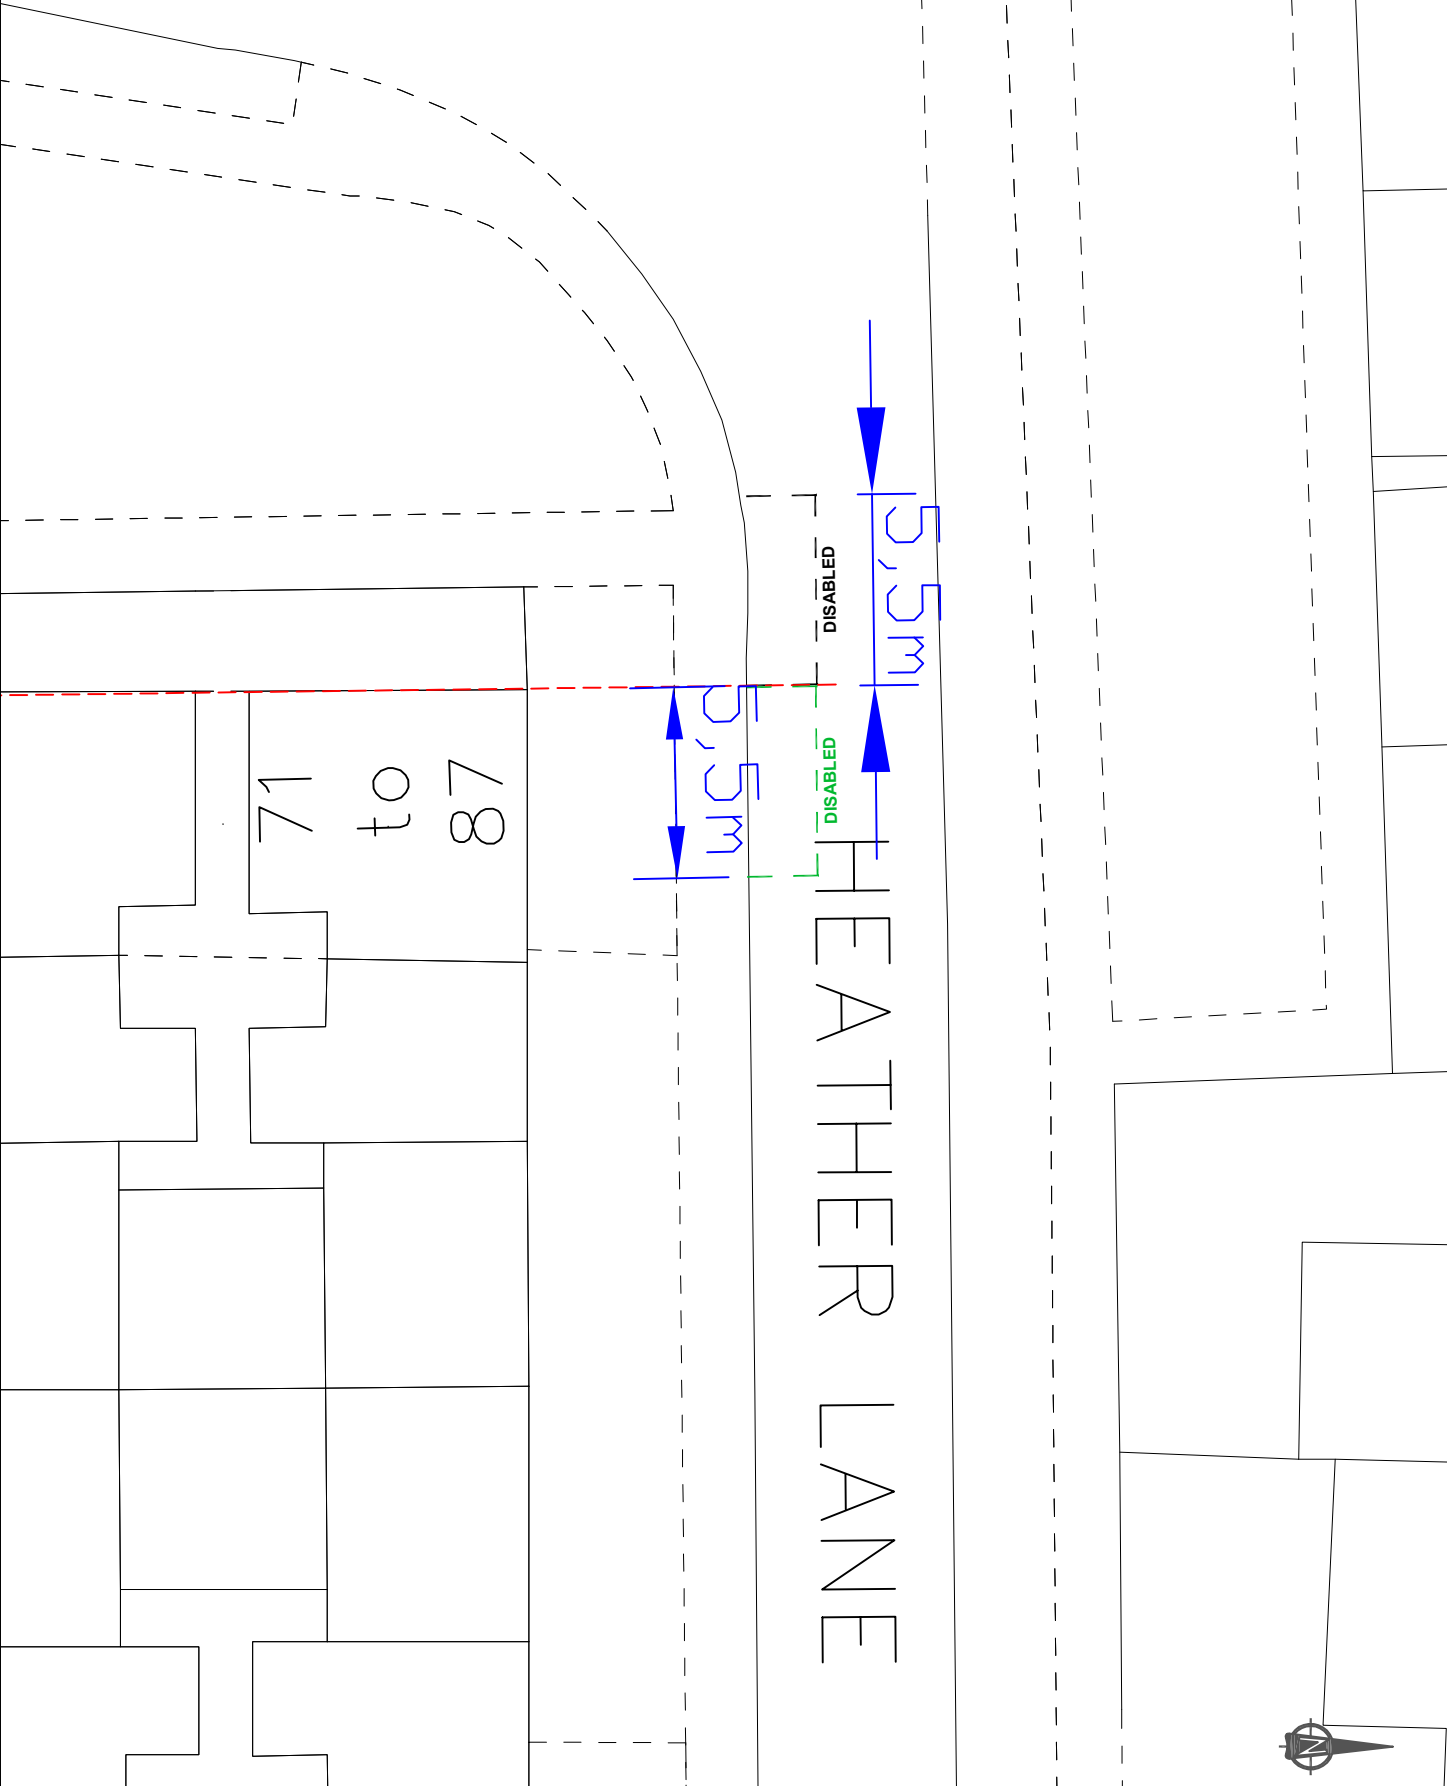 5,5m
DISABLED
5,5m
DISABLED
71
to
87
HEATHER LANE
N